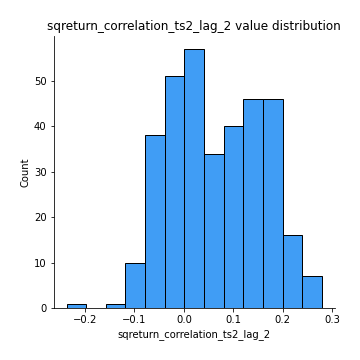 sqreturn_correlation_ts2_lag_2 value distribution
Count
50
40
30
20
10
0
−0.2 −0.1 0.0 0.1 0.2 0.3
sqreturn_correlation_ts2_lag_2